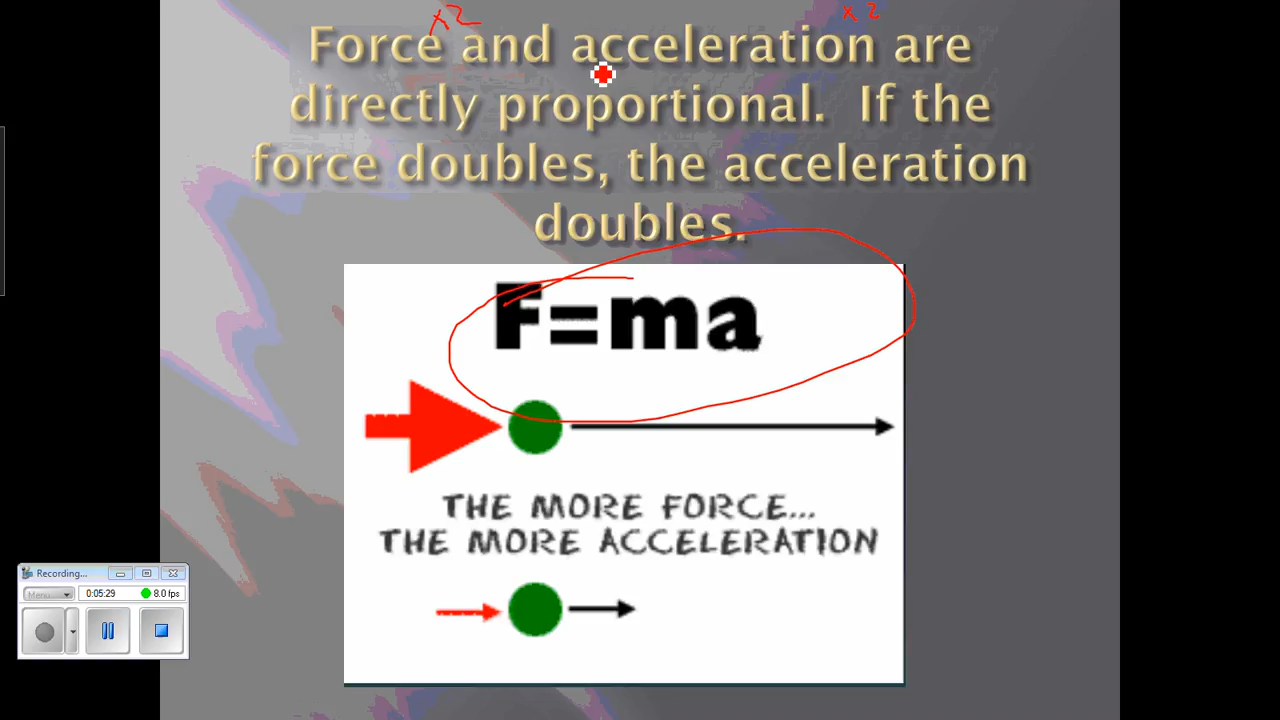 x2 x2
Force and acceleration are
directly proportional. If the
force doubles, the acceleration
doubles.
F=ma
THE MORE FORCE...
THE MORE ACCELERATION
Recording...
Menu... 0:05:29 8.0 fps